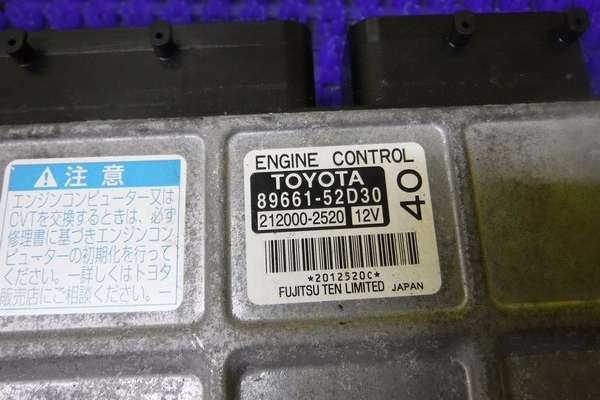 注意
エンジンコンピューター又は
CVTを交換するときは、必ず
修理書に基づきエンジンコン
ピューターの初期化を行って
ください。ー詳しくはトヨタ
販売店にご相談ください。ー
ENGINE CONTROL
TOYOTA
89661-52D30
212000-2520 12V
40
*2012520C*
FUJITSU TEN LIMITED JAPAN